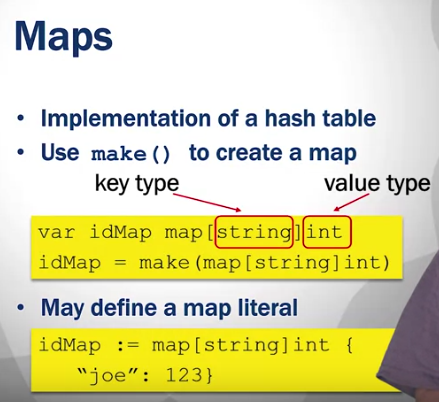 Maps
• Implementation of a hash table
• Use make() to create a map
key type value type
var idMap map[string]int
idMap = make(map[string]int)
• May define a map literal
idMap := map[string]int {
“joe”: 123}